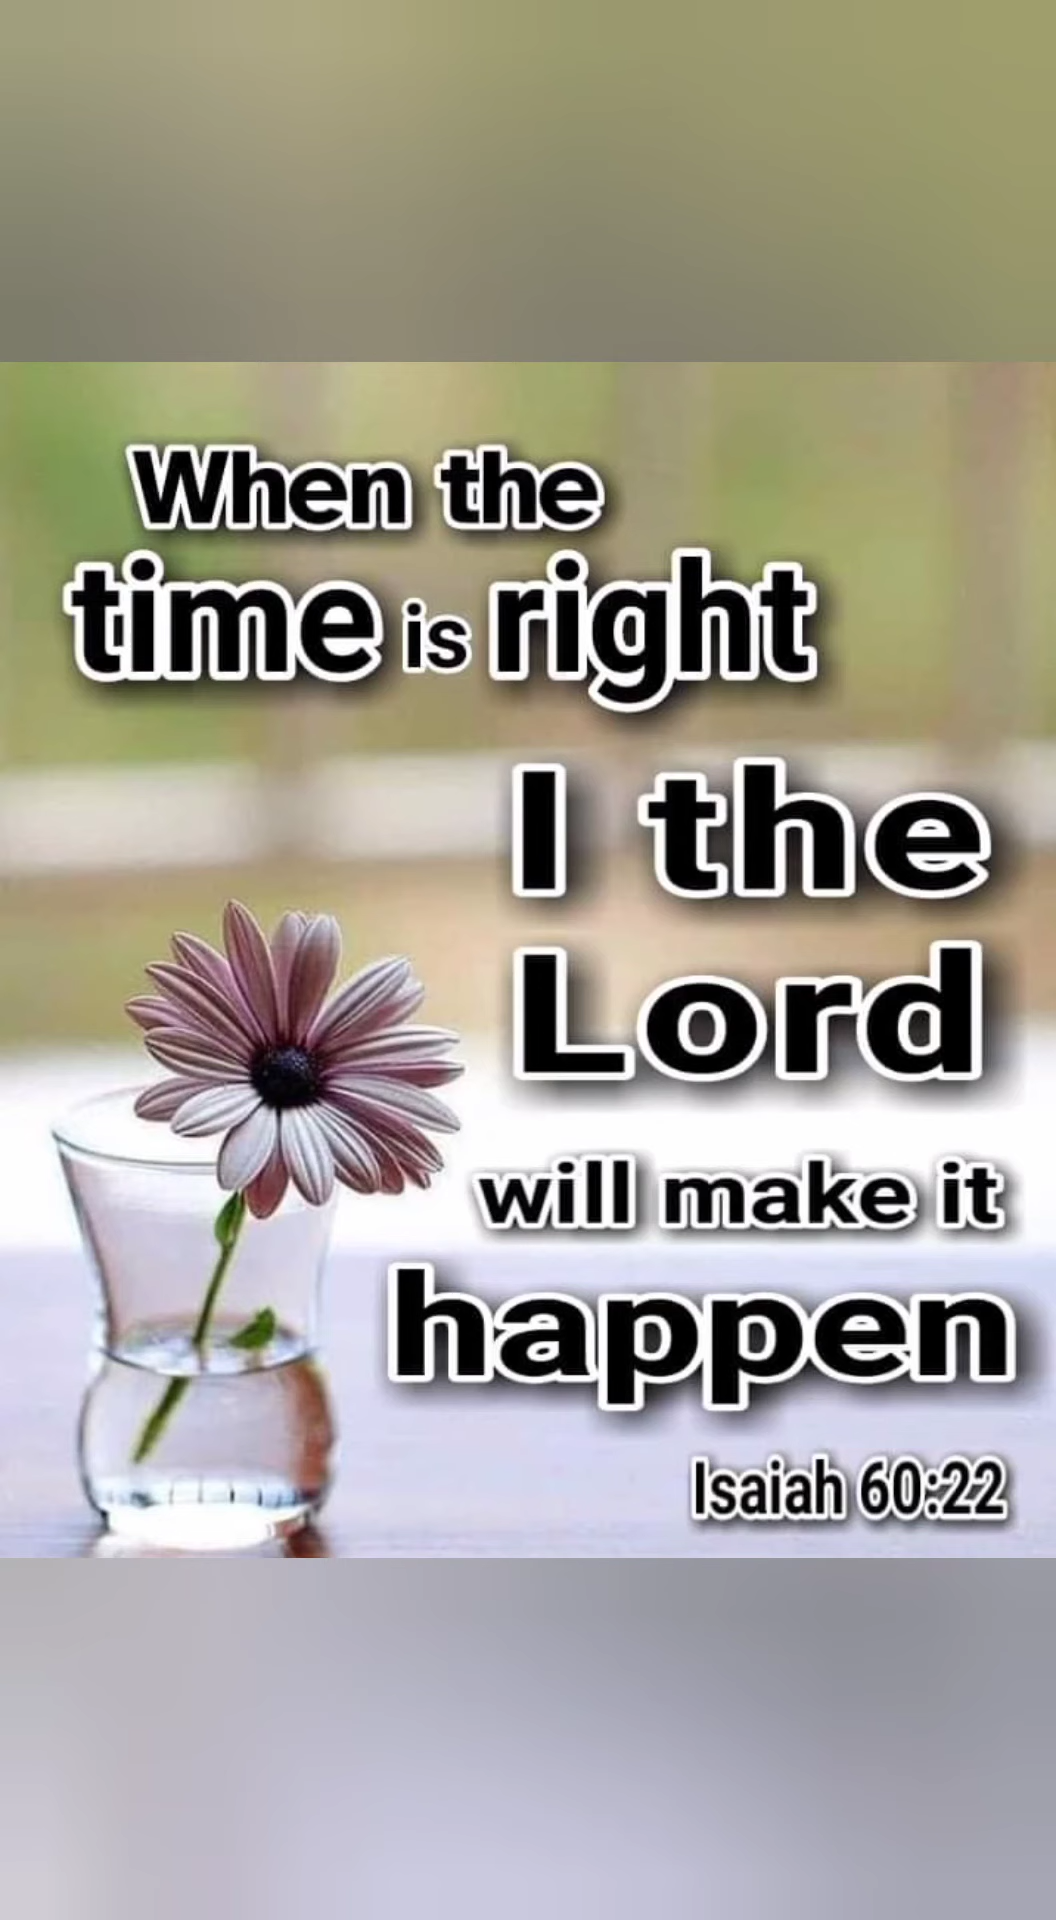 When the
time is right
I the
Lord
will make it
happen
Isaiah 60:22